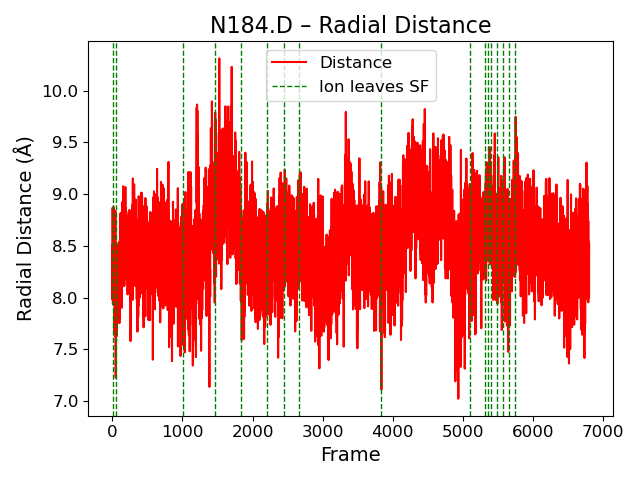 N184.D – Radial Distance
Distance
Ion leaves SF
Radial Distance (Å)
10.0
9.5
9.0
8.5
8.0
7.5
7.0
0 1000 2000 3000 4000 5000 6000 7000
Frame